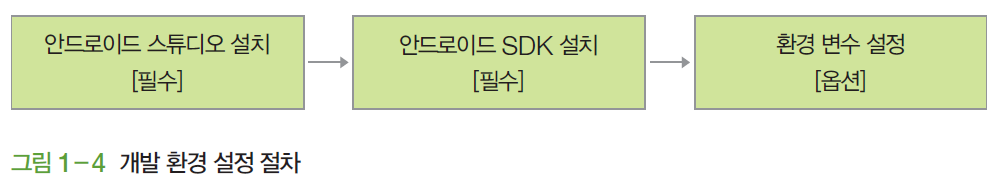 안드로이드 스튜디오 설치
[필수]
안드로이드 SDK 설치
[필수]
환경 변수 설정
[옵션]
그림 1-4 개발 환경 설정 절차